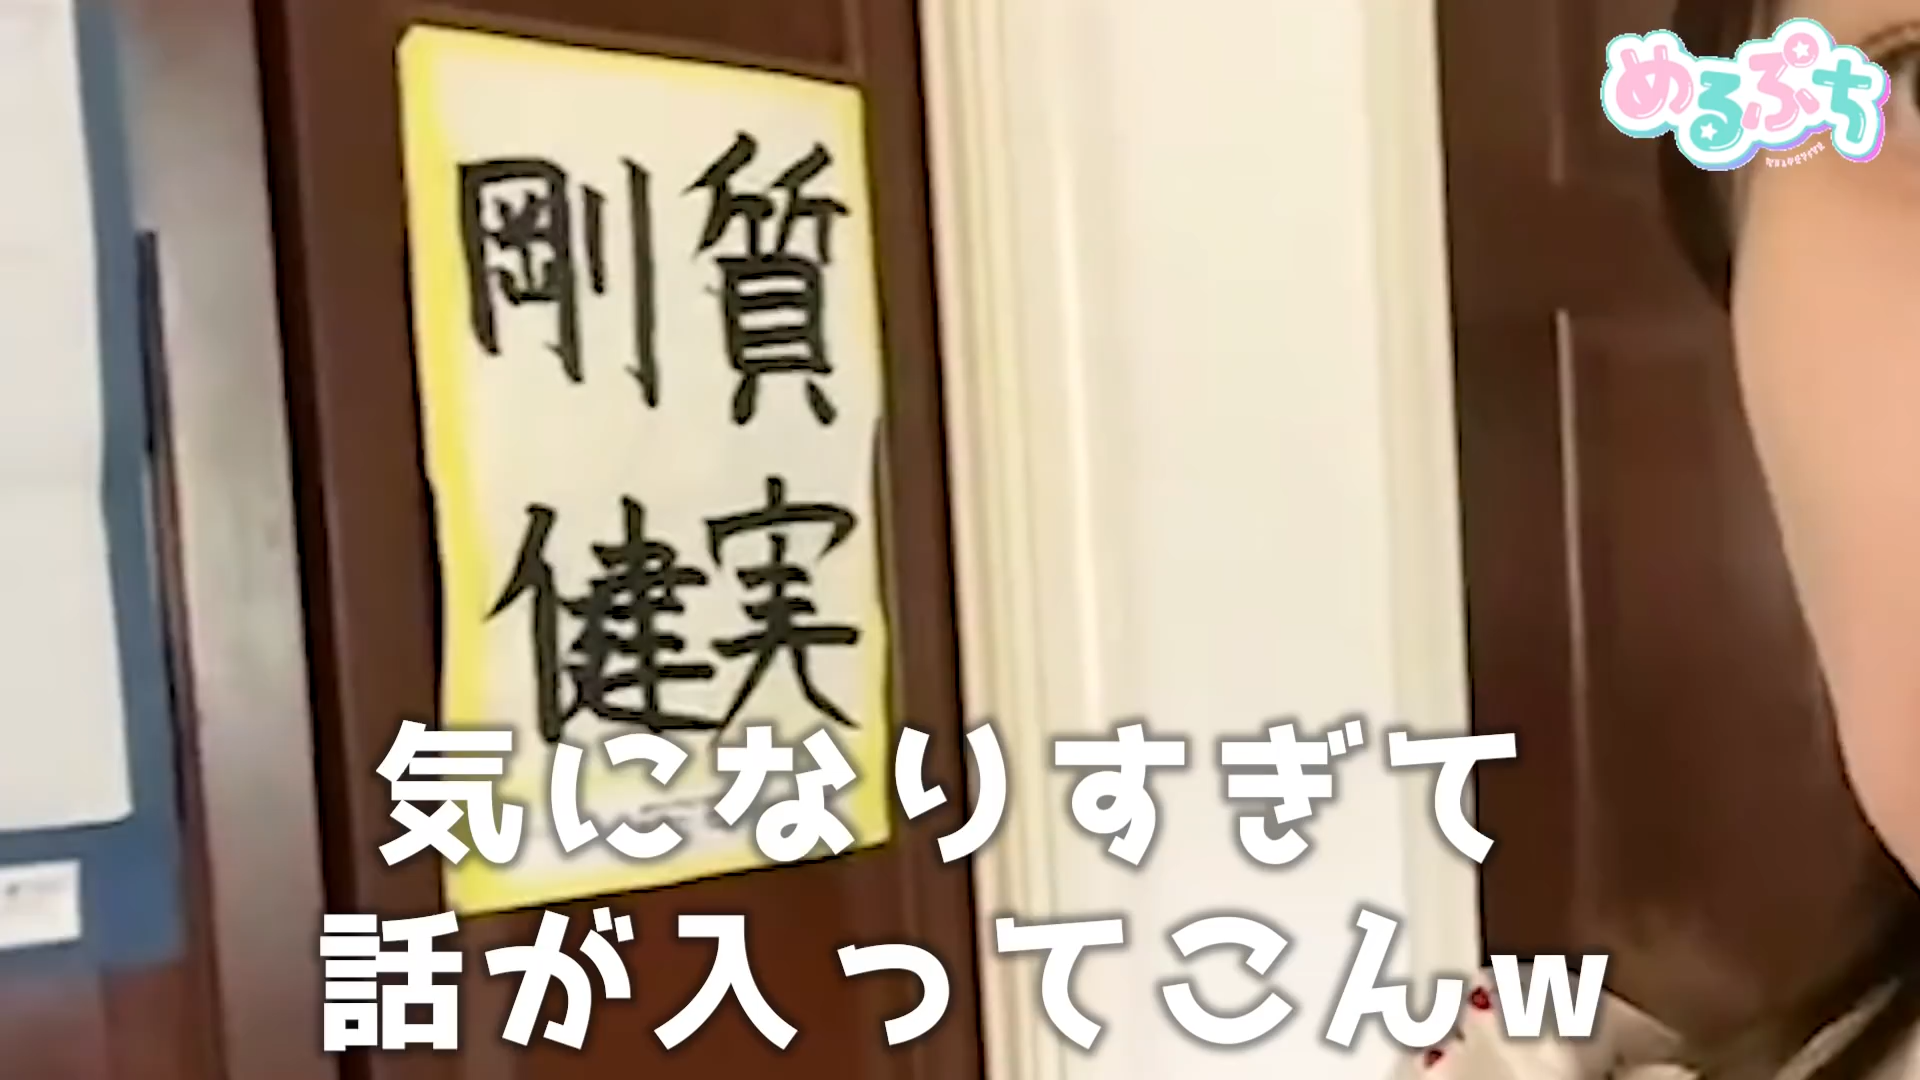 めるぷち
質実
剛健
気になりすぎて
話が入ってこんw